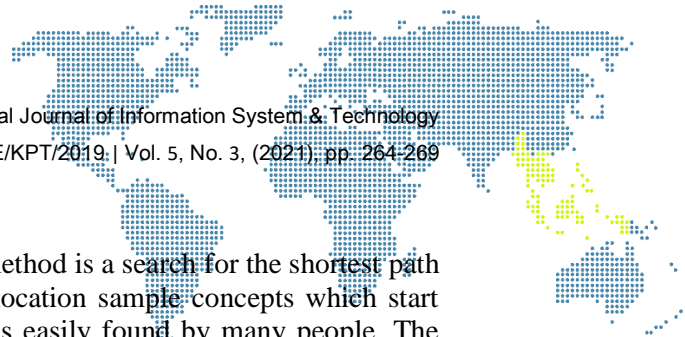 al Journal of Information System & Technology
E/KPT/2019 | Vol. 5, No. 3, (2021), pp. 264-269
ethod is a search for the shortest path
ocation sample concepts which start
s easily found by many people. The